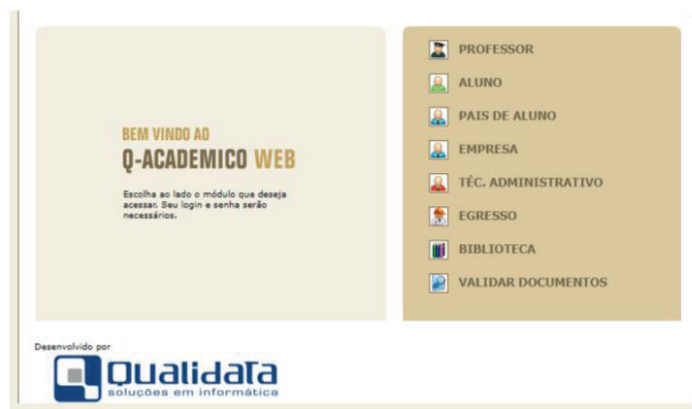 BEM VINDO AO
Q-ACADEMICO WEB
Escolha ao lado o módulo que deseja
acessar. Seu login e senha serão
necessários.
PROFESSOR
ALUNO
PAIS DE ALUNO
EMPRESA
TÉC. ADMINISTRATIVO
EGRESSO
BIBLIOTECA
VALIDAR DOCUMENTOS
Desenvolvido por
Qualidata
soluções em informática